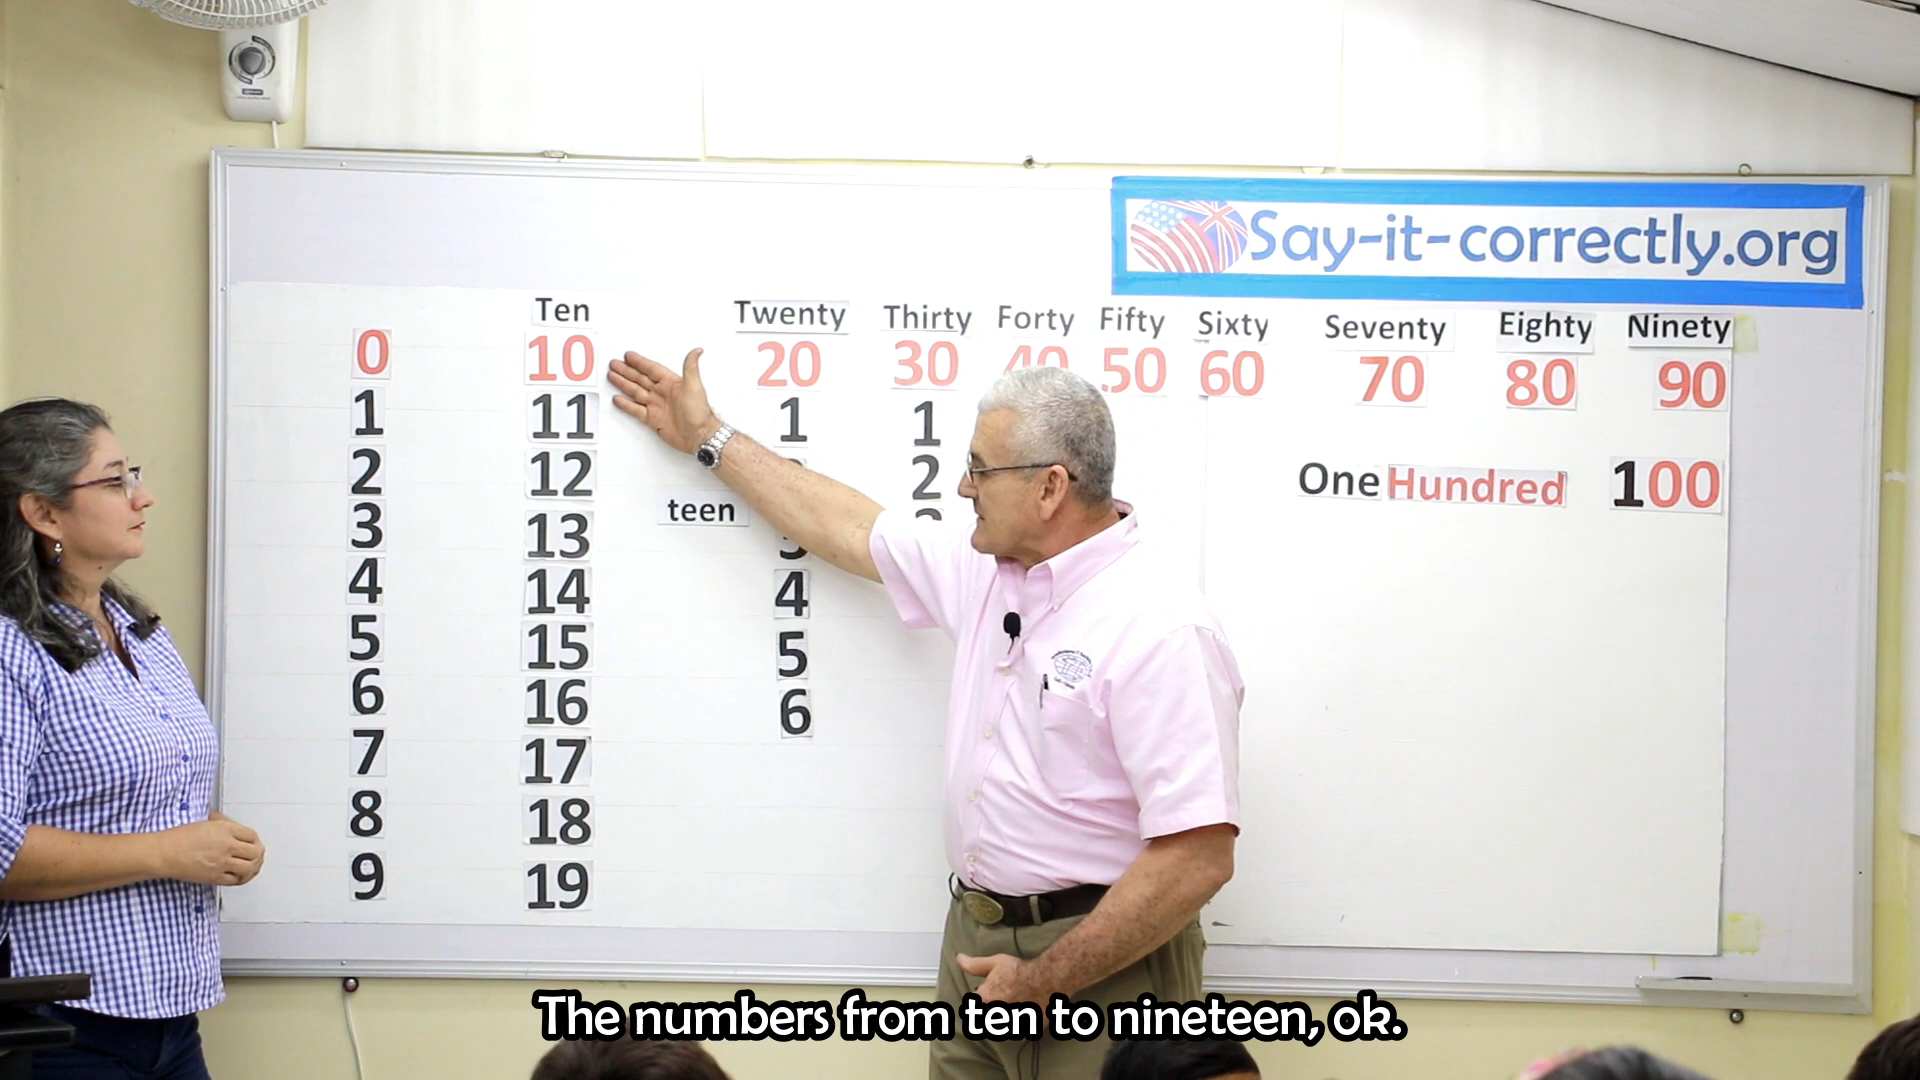 Say-it-correctly.org
Ten Twenty Thirty Forty Fifty Sixty Seventy Eighty Ninety
0 10 20 30 40 50 60 70 80 90
1 11 1 1
2 12 2
One Hundred 100
teen
3 13 3
4 14 4
5 15 5
6 16 6
7 17
8 18
9 19
The numbers from ten to nineteen, ok.